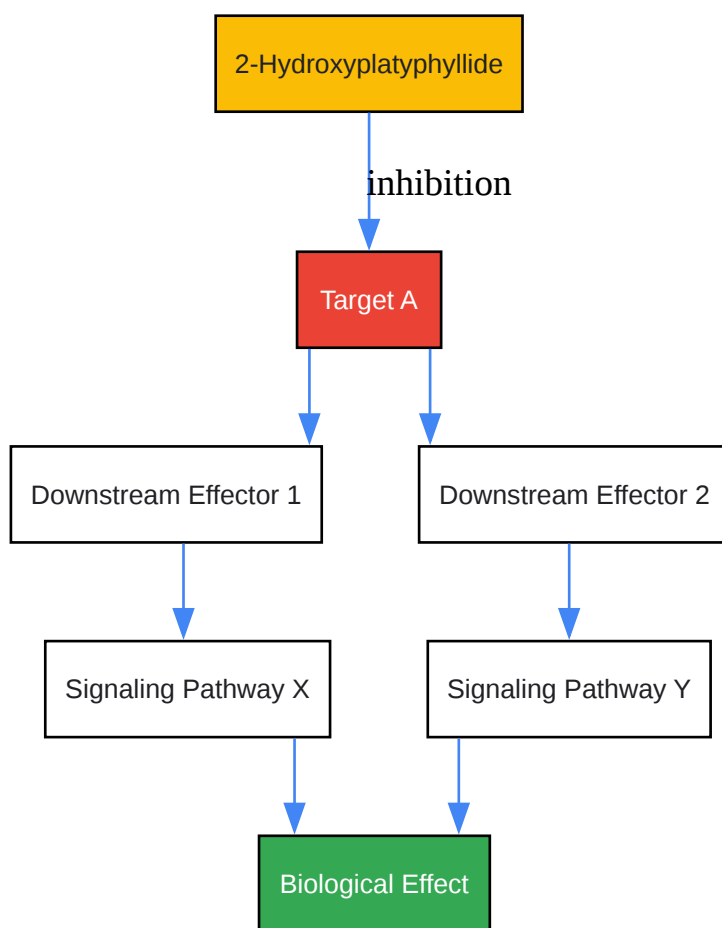 2-Hydroxyplatyphyllide
inhibition
Target A
Downstream Effector 1
Downstream Effector 2
Signaling Pathway X
Signaling Pathway Y
Biological Effect